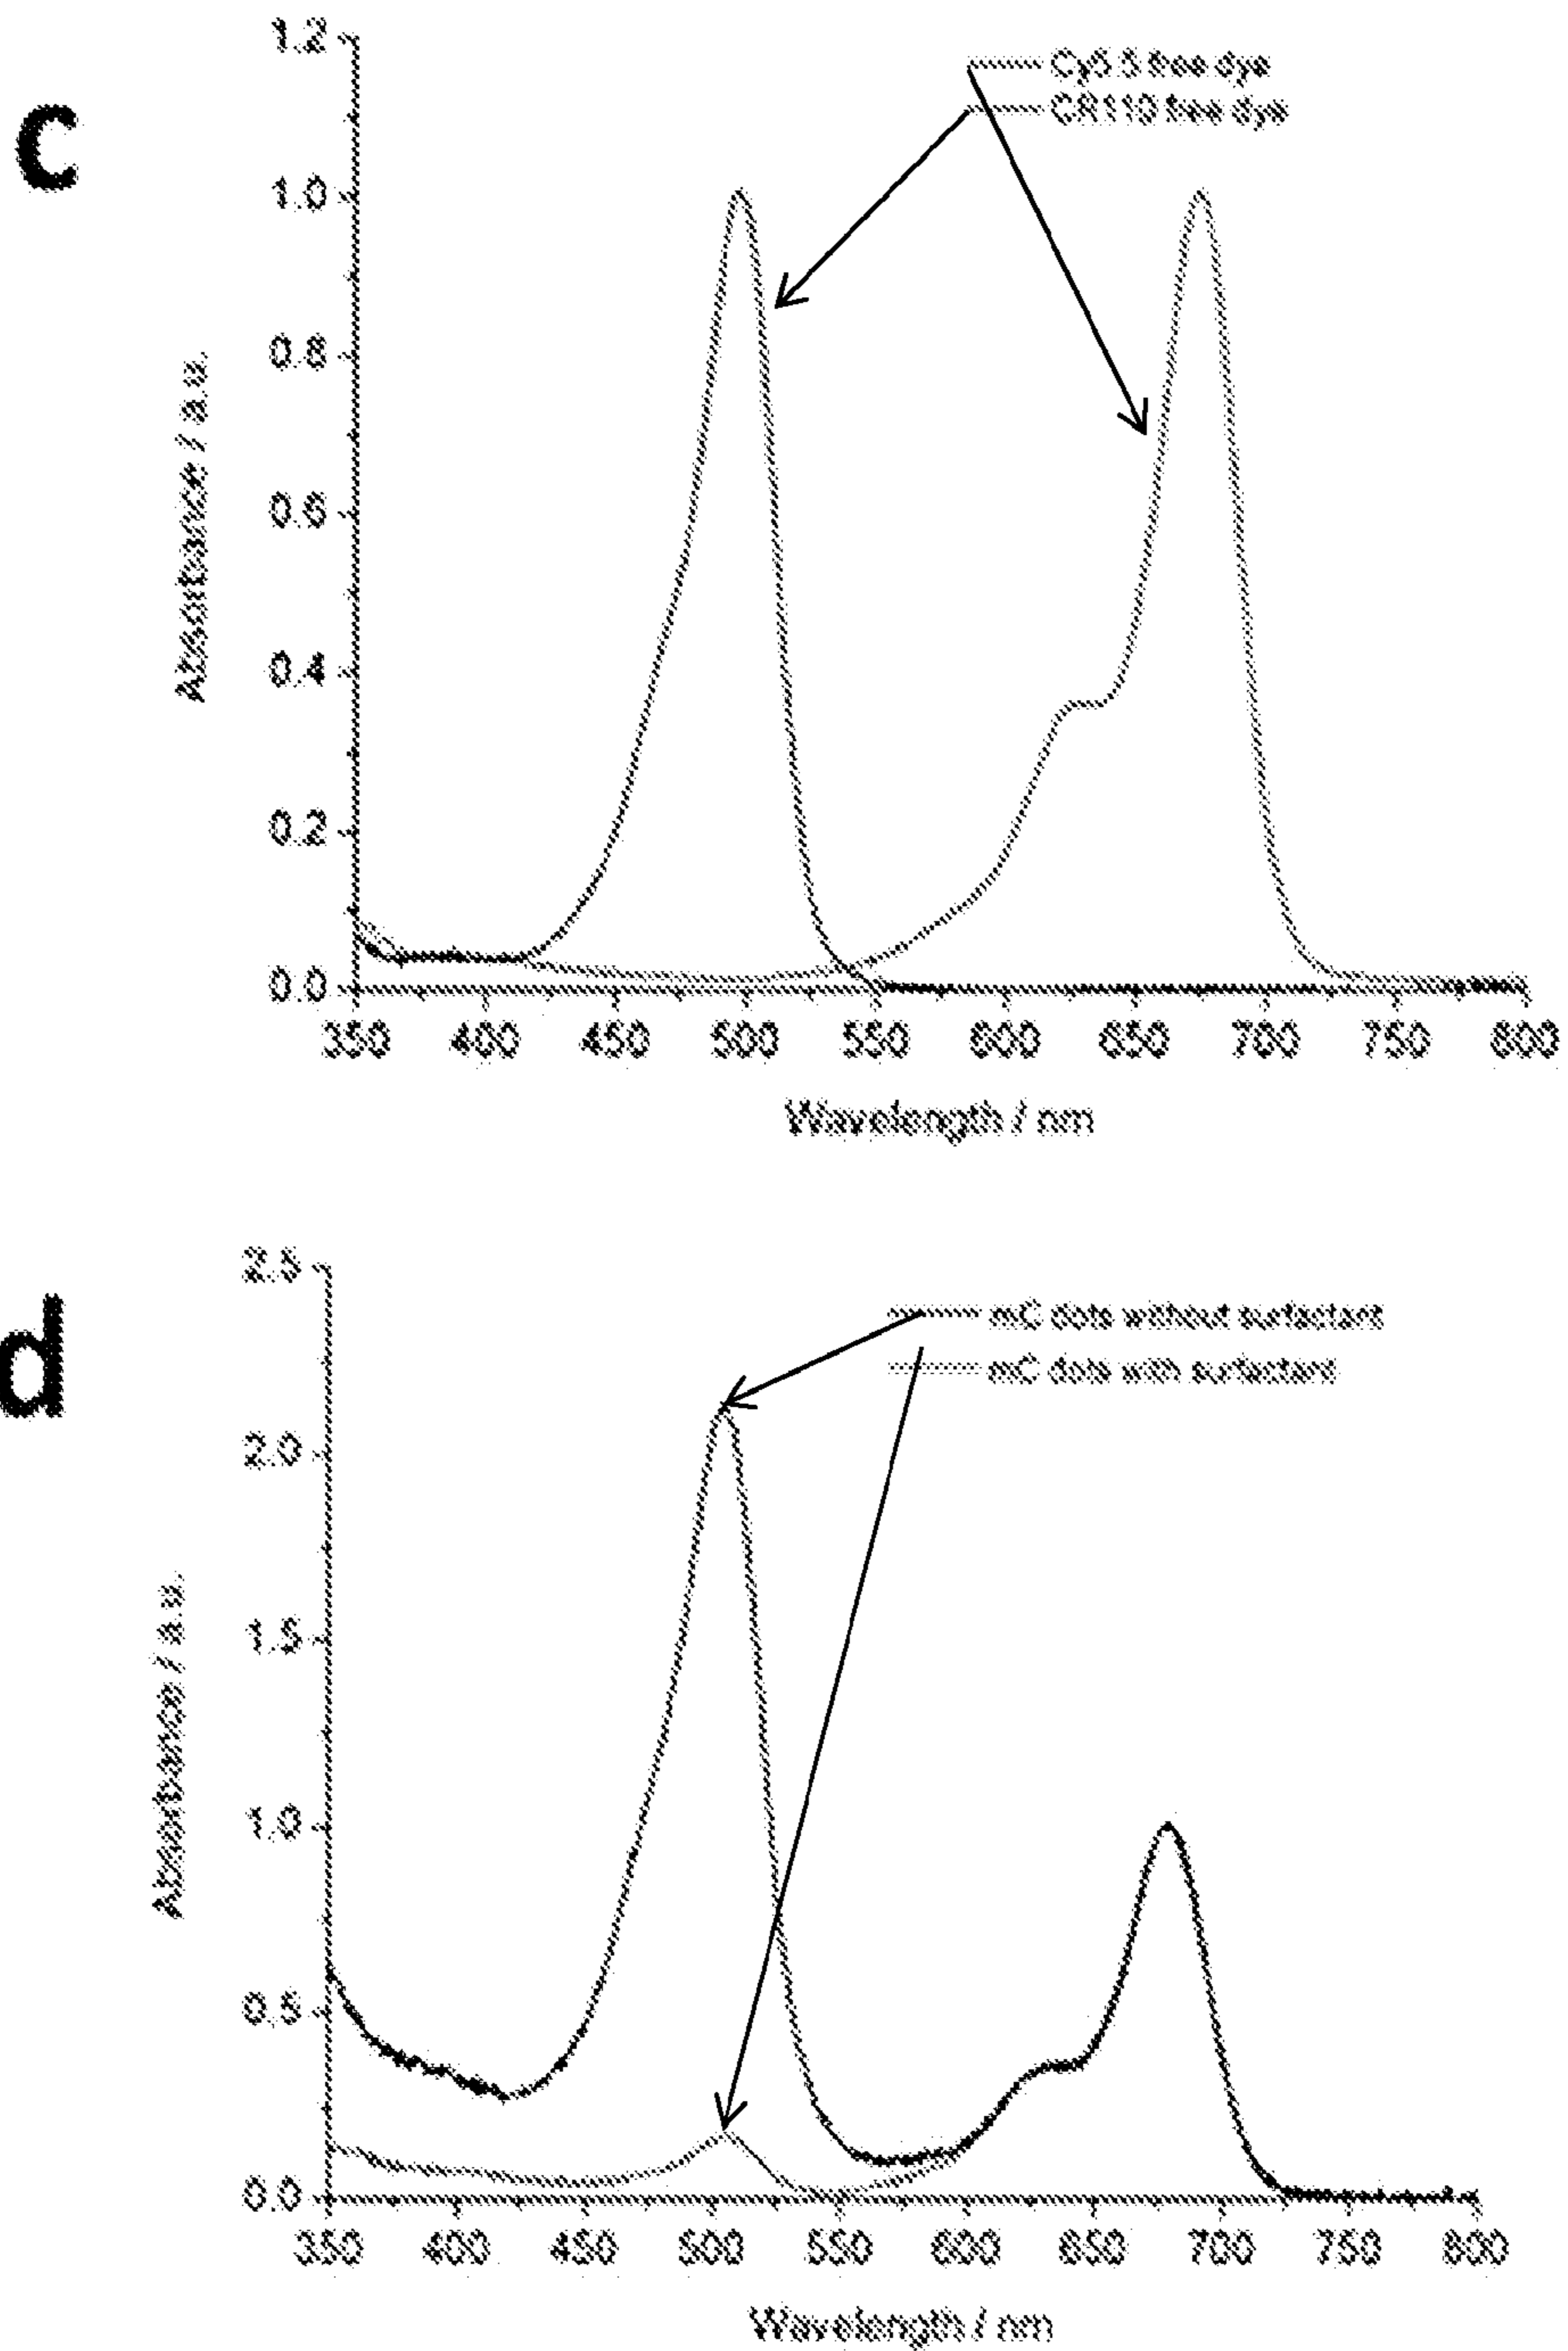 c
1.2
1.0
0.8
0.6
0.4
0.2
0.0
Absorbance / a.u.
Cy5.5 free dye
CR110 free dye
350 400 450 500 550 600 650 700 750 800
Wavelength / nm
d
2.5
2.0
1.5
1.0
0.5
0.0
Absorbance / a.u.
mC dots without surfactant
mC dots with surfactant
350 400 450 500 550 600 650 700 750 800
Wavelength / nm